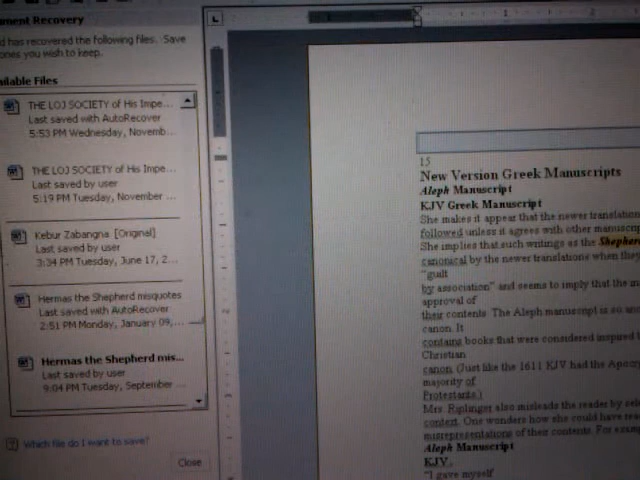 ument Recovery
d has recovered the following files. Save
ones you wish to keep.
ailable Files
THE LOJ SOCIETY of His Impe...
Last saved with AutoRecover
5:53 PM Wednesday, Novemb...
THE LOJ SOCIETY of His Impe...
Last saved by user
5:19 PM Tuesday, November ...
Kebur Zabangna [Original]
Last saved by user
3:34 PM Tuesday, June 17, 2...
Hermas the Shepherd misquotes
Last saved with AutoRecover
2:51 PM Monday, January 09,...
Hermas the Shepherd mis...
Last saved by user
9:04 PM Tuesday, September ...
Which file do I want to save?
Close
L
1
2
15
New Version Greek Manuscripts
Aleph Manuscript
KJV Greek Manuscript
She makes it appear that the newer translation
followed unless it agrees with other manuscrip
She implies that such writings as the Shepher
canonical by the newer translations when they
"guilt
by association" and seems to imply that the
approval of
their contents. The Aleph manuscript is so
canon. It
contains books that were considered inspired
Christian
canon. (Just like the 1611 KJV had the Apocr
majority of
Protestants.)
Mrs. Riplinger also misleads the reader by sel
context. One wonders how she could have rea
misrepresentations of their contents. For exam
Aleph Manuscript
KJV.
"I gave myself